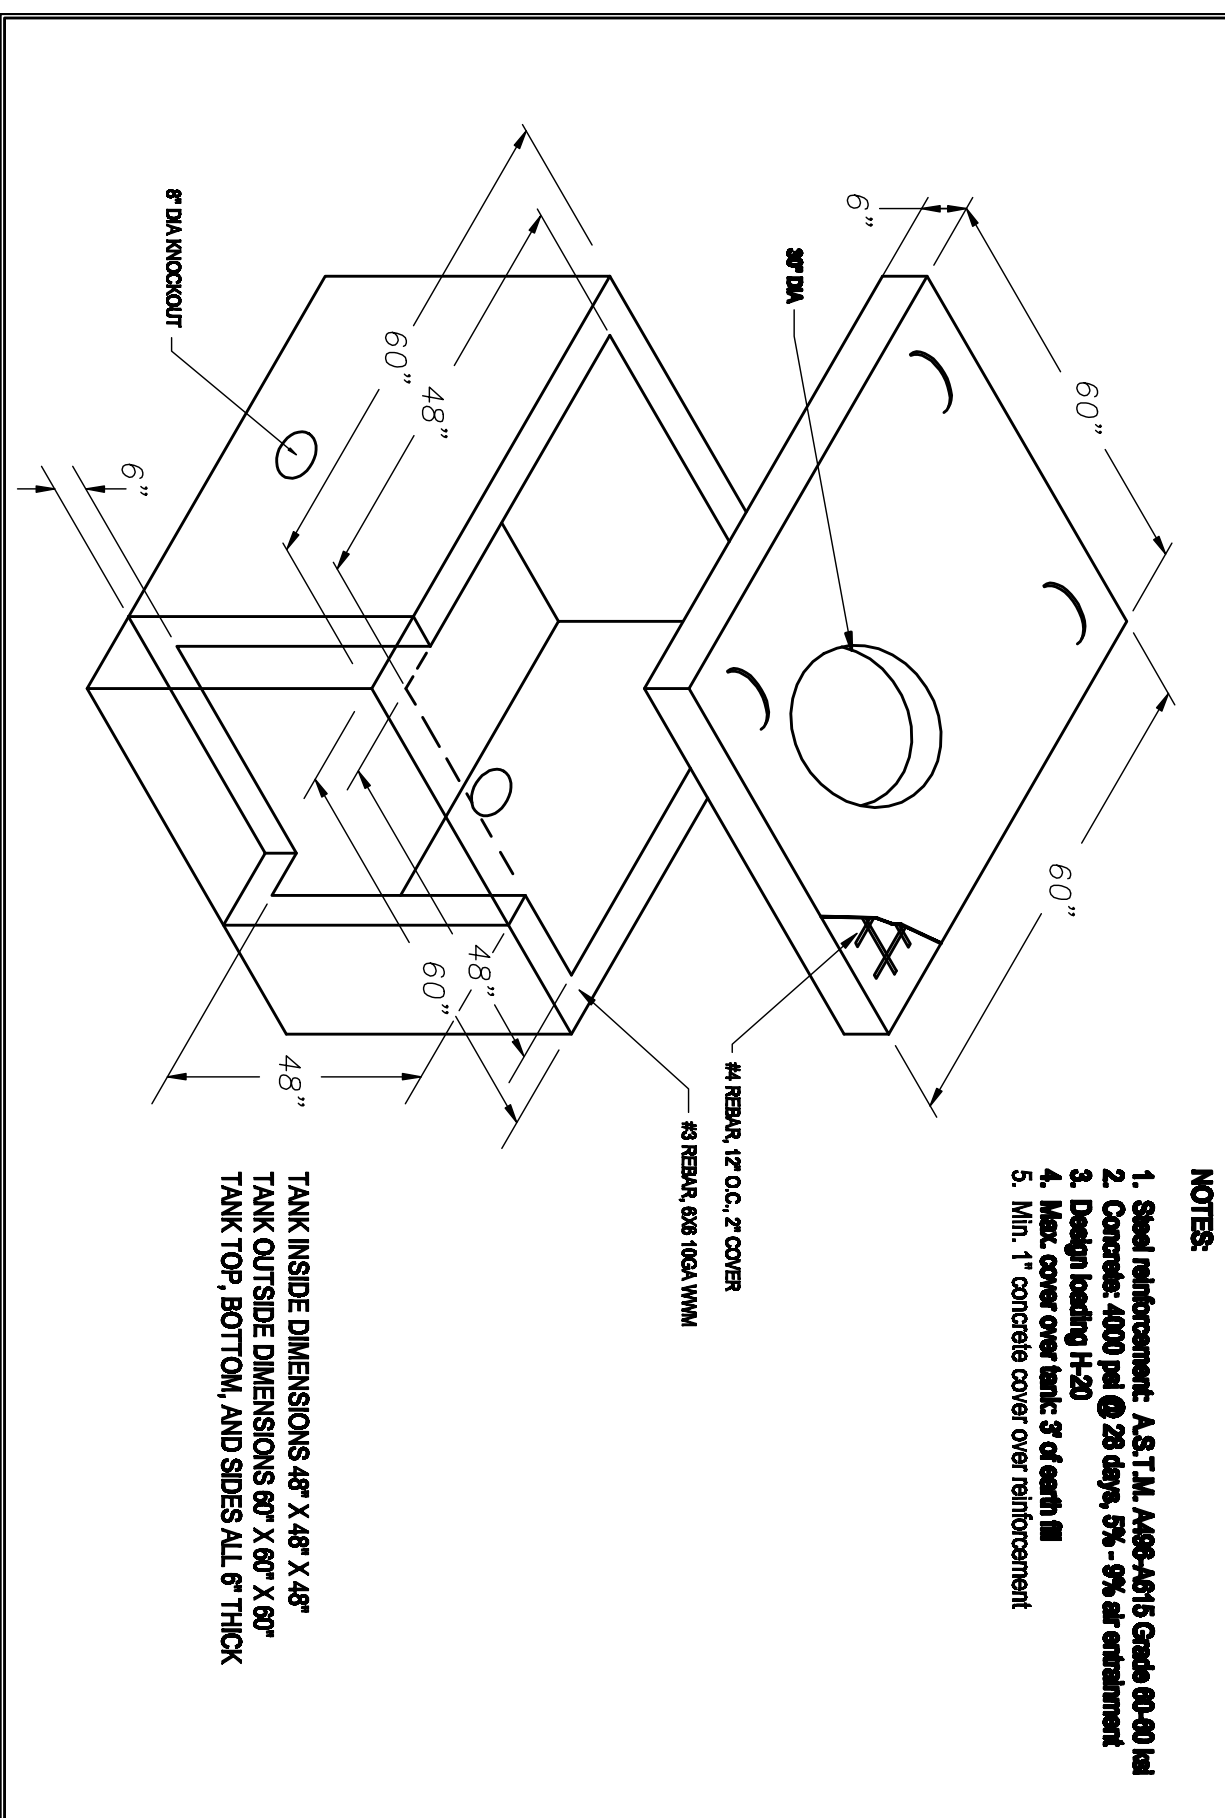 NOTES:
1. Steel reinforcement: A.S.T.M. A496-A615 Grade 60-60 ksi
2. Concrete: 4000 psi @ 28 days, 5% - 9% air entrainment
3. Design loading H-20
4. Max. cover over tank: 3' of earth fill
5. Min. 1" concrete cover over reinforcement
60"
60"
6"
30" DIA
#4 REBAR, 12" O.C., 2" COVER
#3 REBAR, 6X6 10GA WWM
60"
48"
48"
60"
48"
6"
8" DIA KNOCKOUT
TANK INSIDE DIMENSIONS 48" X 48" X 48"
TANK OUTSIDE DIMENSIONS 60" X 60" X 60"
TANK TOP, BOTTOM, AND SIDES ALL 6" THICK